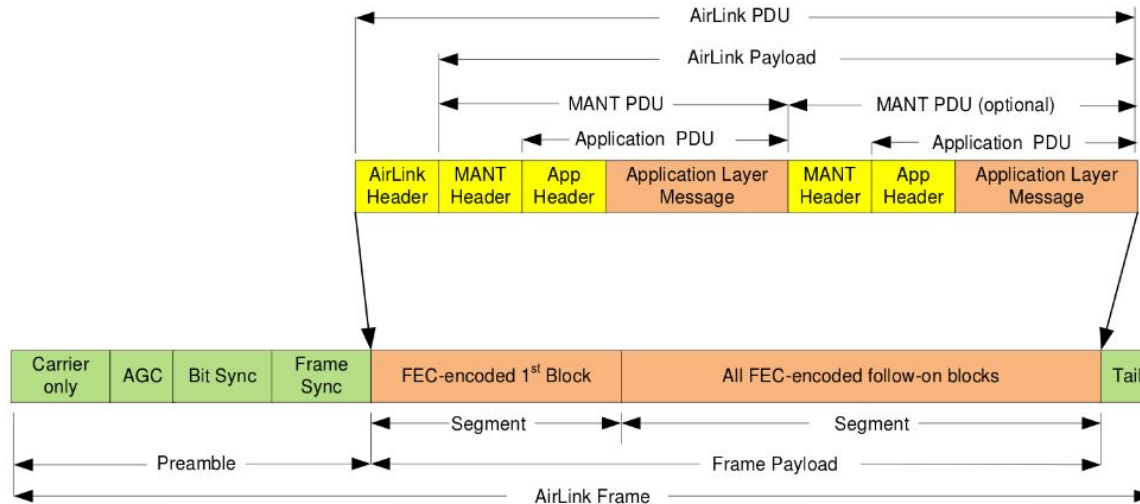 AirLink PDU
AirLink Payload
MANT PDU
MANT PDU (optional)
Application PDU
Application PDU
AirLink
Header
MANT
Header
App
Header
Application Layer
Message
MANT
Header
App
Header
Application Layer
Message
Carrier
only
AGC
Bit Sync
Frame
Sync
FEC-encoded 1st Block
All FEC-encoded follow-on blocks
Tail
Segment
Segment
Preamble
Frame Payload
AirLink Frame